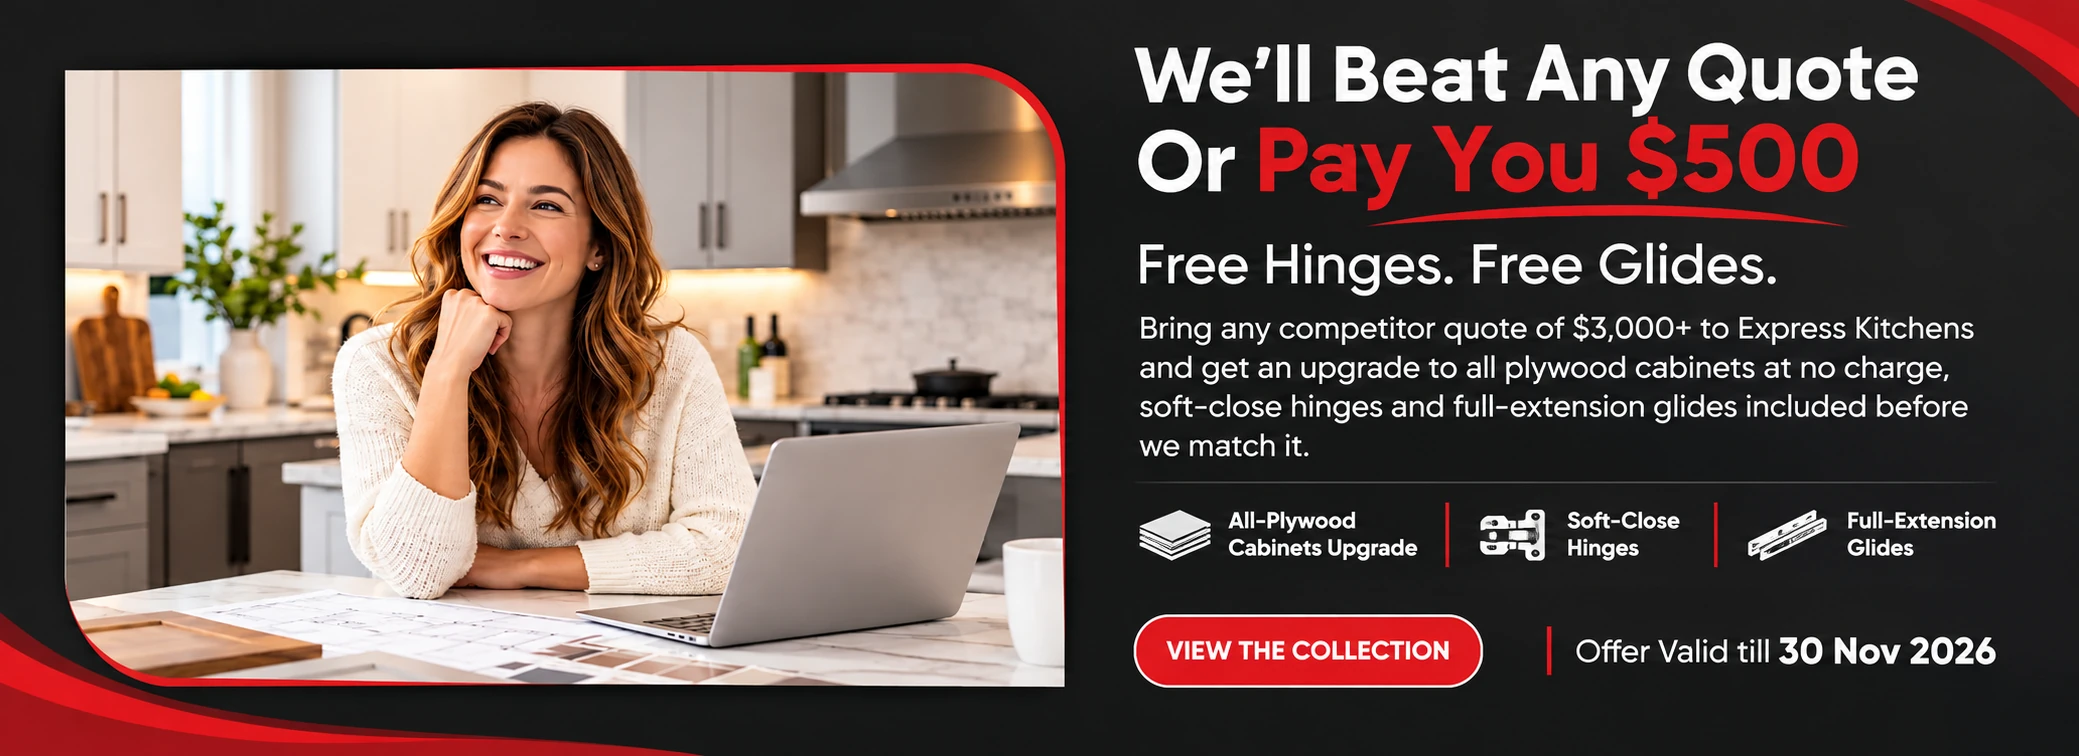 We'll Beat Any Quote
Or Pay You $500
Free Hinges. Free Glides.
Bring any competitor quote of $3,000+ to Express Kitchens
and get an upgrade to all plywood cabinets at no charge,
soft-close hinges and full-extension glides included before
we match it.
All-Plywood
Cabinets Upgrade
Soft-Close
Hinges
Full-Extension
Glides
VIEW THE COLLECTION
Offer Valid till 30 Nov 2026